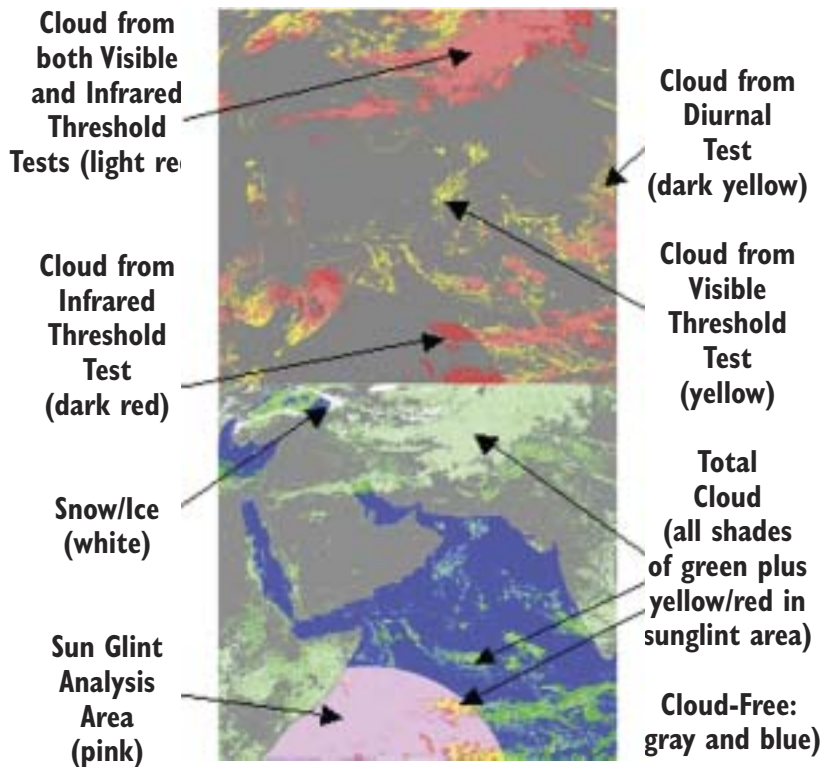 Cloud from
both Visible
and Infrared
Threshold
Tests (light re
Cloud from
Diurnal
Test
(dark yellow)
Cloud from
Infrared
Threshold
Test
(dark red)
Cloud from
Visible
Threshold
Test
(yellow)
Snow/Ice
(white)
Total
Cloud
(all shades
of green plus
yellow/red in
sunglint area)
Sun Glint
Analysis
Area
(pink)
Cloud-Free:
gray and blue)